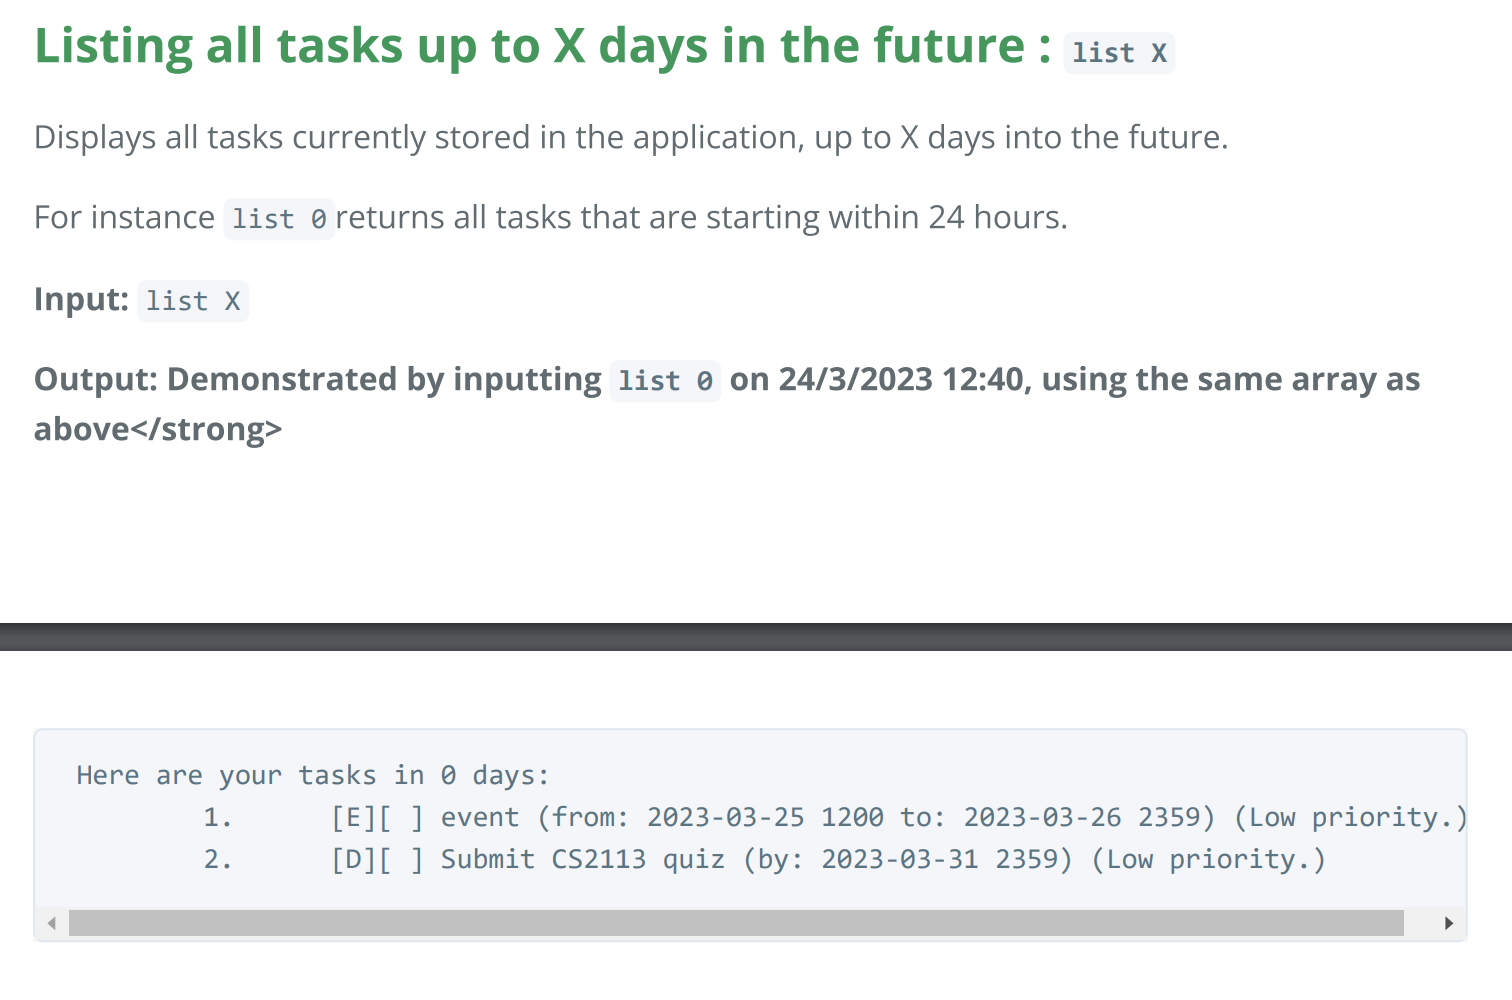 Listing all tasks up to X days in the future : list X
Displays all tasks currently stored in the application, up to X days into the future.
For instance list 0 returns all tasks that are starting within 24 hours.
Input: list X
Output: Demonstrated by inputting list 0 on 24/3/2023 12:40, using the same array as
above</strong>
Here are your tasks in 0 days:
1. [E][ ] event (from: 2023-03-25 1200 to: 2023-03-26 2359) (Low priority.)
2. [D][ ] Submit CS2113 quiz (by: 2023-03-31 2359) (Low priority.)